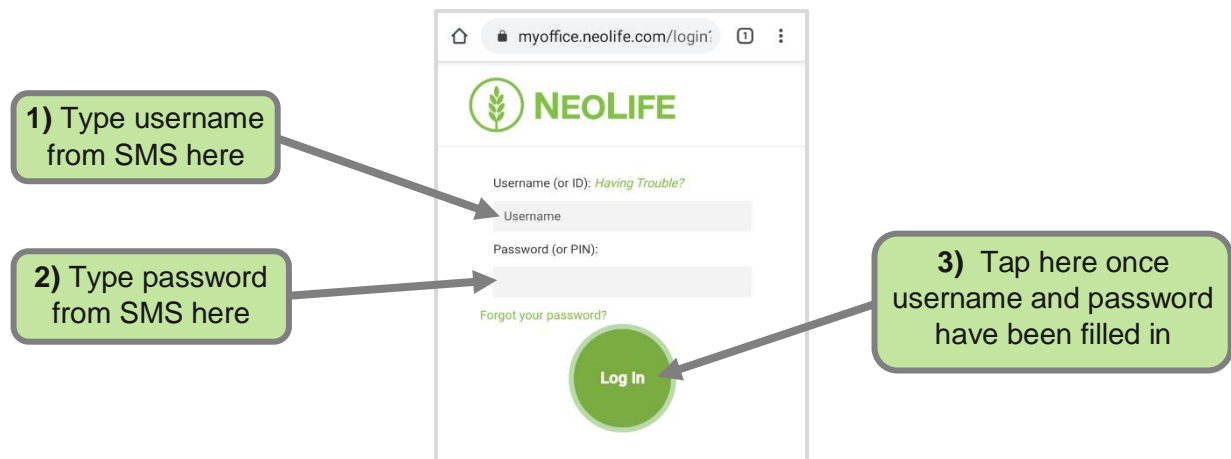 myoffice.neolife.com/login?
1
NEOLIFE
1) Type username
from SMS here
Username (or ID): Having Trouble?
Username
Password (or PIN):
2) Type password
from SMS here
3) Tap here once
username and password
have been filled in
Forgot your password?
Log In